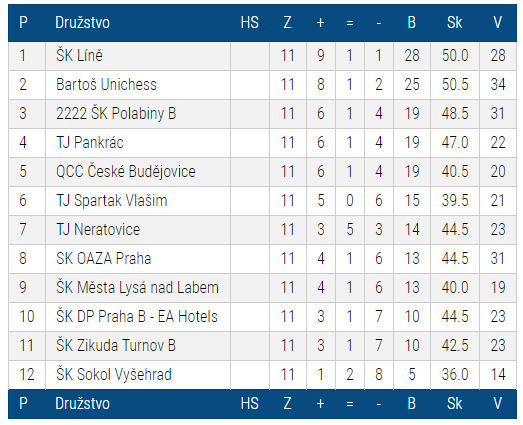 P Družstvo HS Z + = - B Sk V
1 ŠK Líně 11 9 1 1 28 50.0 28
2 Bartoš Unichess 11 8 1 2 25 50.5 34
3 2222 ŠK Polabiny B 11 6 1 4 19 48.5 31
4 TJ Pankrác 11 6 1 4 19 47.0 22
5 QCC České Budějovice 11 6 1 4 19 40.5 20
6 TJ Spartak Vlašim 11 5 0 6 15 39.5 21
7 TJ Neratovice 11 3 5 3 14 44.5 23
8 SK OAZA Praha 11 4 1 6 13 44.5 31
9 ŠK Města Lysá nad Labem 11 4 1 6 13 40.0 19
10 ŠK DP Praha B - EA Hotels 11 3 1 7 10 44.5 23
11 ŠK Zikuda Turnov B 11 3 1 7 10 42.5 23
12 ŠK Sokol Vyšehrad 11 1 2 8 5 36.0 14
P Družstvo HS Z + = - B Sk V